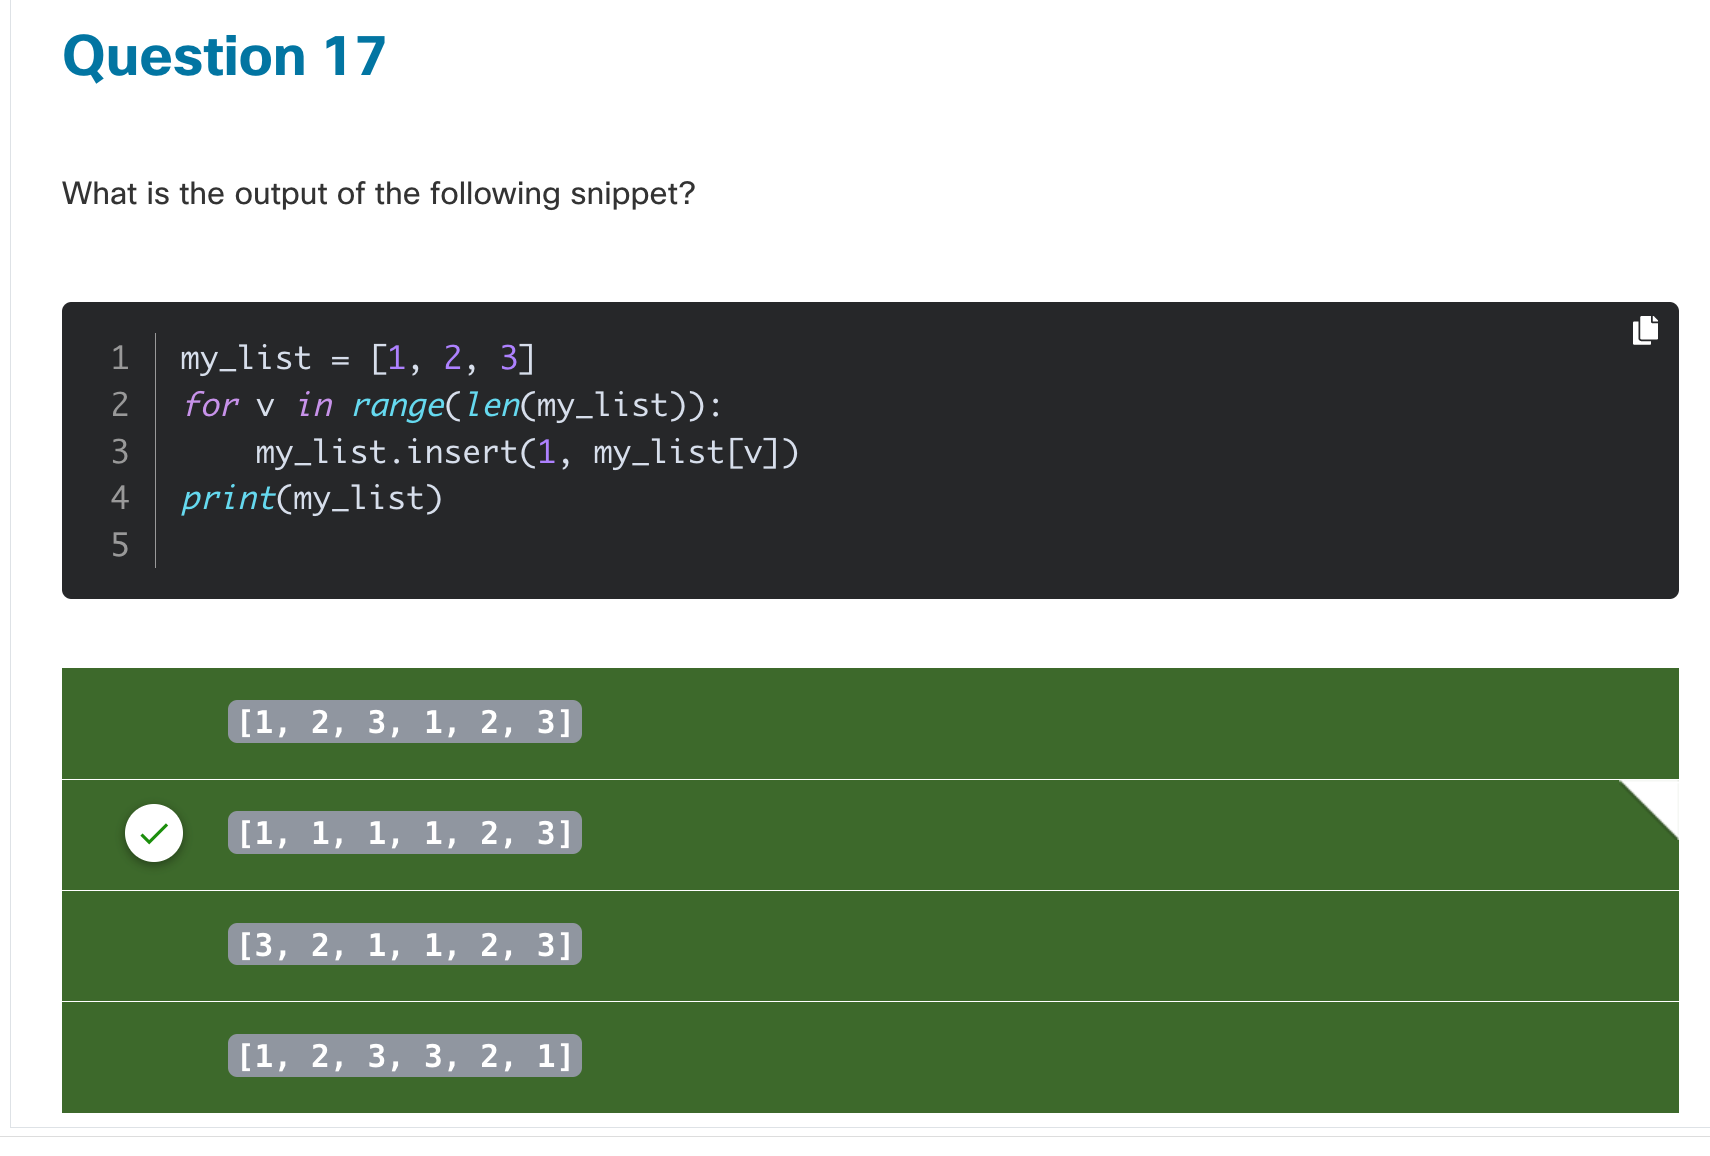 Question 17
What is the output of the following snippet?
1 my_list = [1, 2, 3]
2 for v in range(len(my_list)):
3     my_list.insert(1, my_list[v])
4 print(my_list)
5
[1, 2, 3, 1, 2, 3]
[1, 1, 1, 1, 2, 3]
[3, 2, 1, 1, 2, 3]
[1, 2, 3, 3, 2, 1]